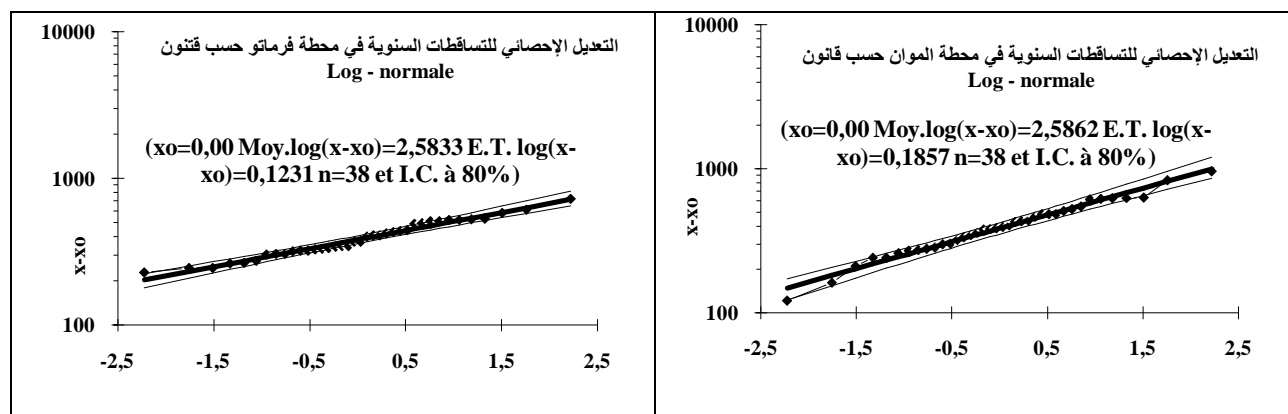 10000
التعديل الإحصائي للتساقطات السنوية في محطة فرماتو حسب قتنون
Log - normale
(xo=0,00 Moy.log(x-xo)=2,5833 E.T. log(x-
xo)=0,1231 n=38 et I.C. à 80%)
1000
x-xo
100
-2,5 -1,5 -0,5 0,5 1,5 2,5
10000
التعديل الإحصائي للتساقطات السنوية في محطة الموان حسب قانون
Log - normale
(xo=0,00 Moy.log(x-xo)=2,5862 E.T. log(x-
xo)=0,1857 n=38 et I.C. à 80%)
1000
x-xo
100
-2,5 -1,5 -0,5 0,5 1,5 2,5